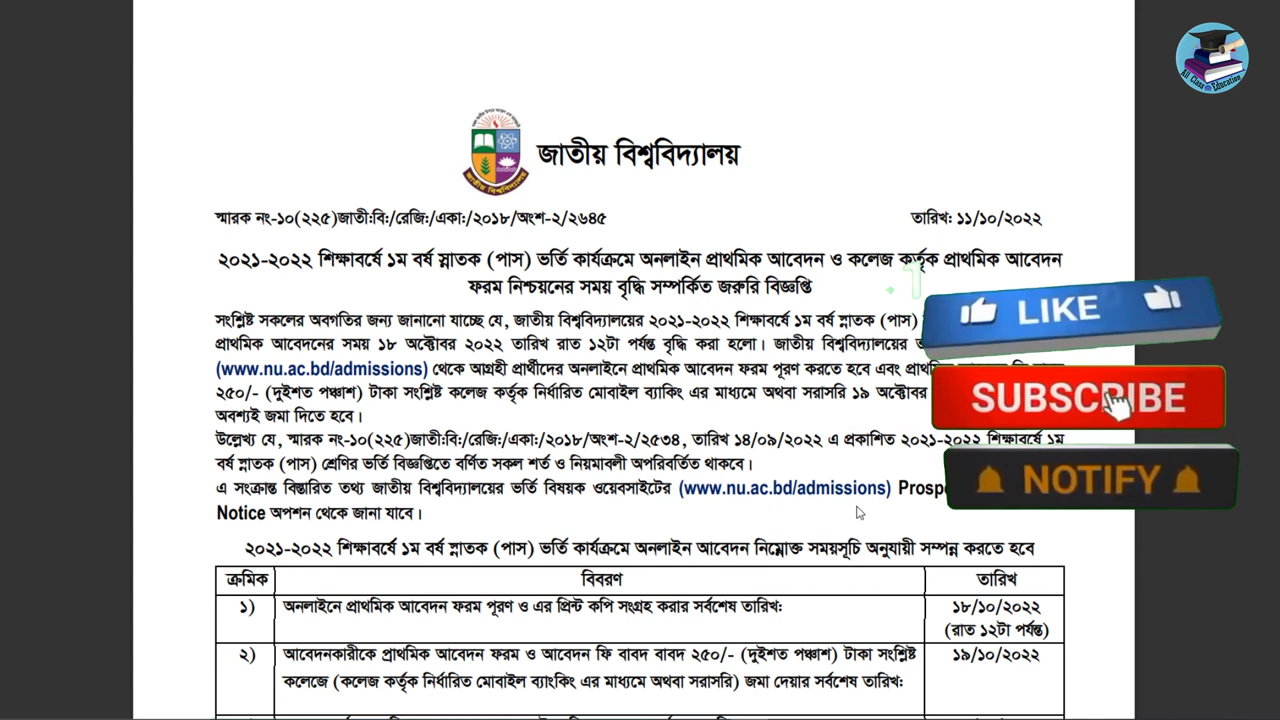 জাতীয় বিশ্ববিদ্যালয়
জাতীয় বিশ্ববিদ্যালয়
All Class Education
স্মারক নং-১০(২২৫)জাতী:বি:/রেজি:/একা:/২০১৮/অংশ-২/২৬৪৫ তারিখ: ১১/১০/২০২২
২০২১-২০২২ শিক্ষাবর্ষে ১ম বর্ষ স্নাতক (পাস) ভর্তি কার্যক্রমে অনলাইন প্রাথমিক আবেদন ও কলেজ কর্তৃক প্রাথমিক আবেদন
ফরম নিশ্চয়নের সময় বৃদ্ধি সম্পর্কিত জরুরি বিজ্ঞপ্তি
সংশ্লিষ্ট সকলের অবগতির জন্য জানানো যাচ্ছে যে, জাতীয় বিশ্ববিদ্যালয়ের ২০২১-২০২২ শিক্ষাবর্ষে ১ম বর্ষ স্নাতক (পাস)
প্রাথমিক আবেদনের সময় ১৮ অক্টোবর ২০২২ তারিখ রাত ১২টা পর্যন্ত বৃদ্ধি করা হলো। জাতীয় বিশ্ববিদ্যালয়ের
(www.nu.ac.bd/admissions) থেকে আগ্রহী প্রার্থীদের অনলাইনে প্রাথমিক আবেদন ফরম পূরণ করতে হবে এবং
২৫০/- (দুইশত পঞ্চাশ) টাকা সংশ্লিষ্ট কলেজ কর্তৃক নির্ধারিত মোবাইল ব্যাকিং এর মাধ্যমে অথবা সরাসরি ১৯ অক্টোবর
অবশ্যই জমা দিতে হবে।
উল্লেখ্য যে, স্মারক নং-১০(২২৫)জাতী:বি:/রেজি:/একা:/২০১৮/অংশ-২/২৫৩৪, তারিখ ১৪/০৯/২০২২ এ প্রকাশিত ২০২১-২০২২ শিক্ষাবর্ষে ১ম
বর্ষ স্নাতক (পাস) শ্রেণির ভর্তি বিজ্ঞপ্তিতে বর্ণিত সকল শর্ত ও নিয়মাবলী অপরিবর্তিত থাকবে।
এ সংক্রান্ত বিস্তারিত তথ্য জাতীয় বিশ্ববিদ্যালয়ের ভর্তি বিষয়ক ওয়েবসাইটের (www.nu.ac.bd/admissions)
Notice অপশন থেকে জানা যাবে।
LIKE
SUBSCRIBE
NOTIFY
২০২১-২০২২ শিক্ষাবর্ষে ১ম বর্ষ স্নাতক (পাস) ভর্তি কার্যক্রমে অনলাইন আবেদন নিম্নোক্ত সময়সূচি অনুযায়ী সম্পন্ন করতে হবে
ক্রমিক বিবরণ তারিখ
১) অনলাইনে প্রাথমিক আবেদন ফরম পূরণ ও এর প্রিন্ট কপি সংগ্রহ করার সর্বশেষ তারিখ: ১৮/১০/২০২২
(রাত ১২টা পর্যন্ত)
২) আবেদনকারীকে প্রাথমিক আবেদন ফরম ও আবেদন ফি বাবদ বাবদ ২৫০/- (দুইশত পঞ্চাশ) টাকা সংশ্লিষ্ট ১৯/১০/২০২২
কলেজে (কলেজ কর্তৃক নির্ধারিত মোবাইল ব্যাংকিং এর মাধ্যমে অথবা সরাসরি) জমা দেয়ার সর্বশেষ তারিখ: